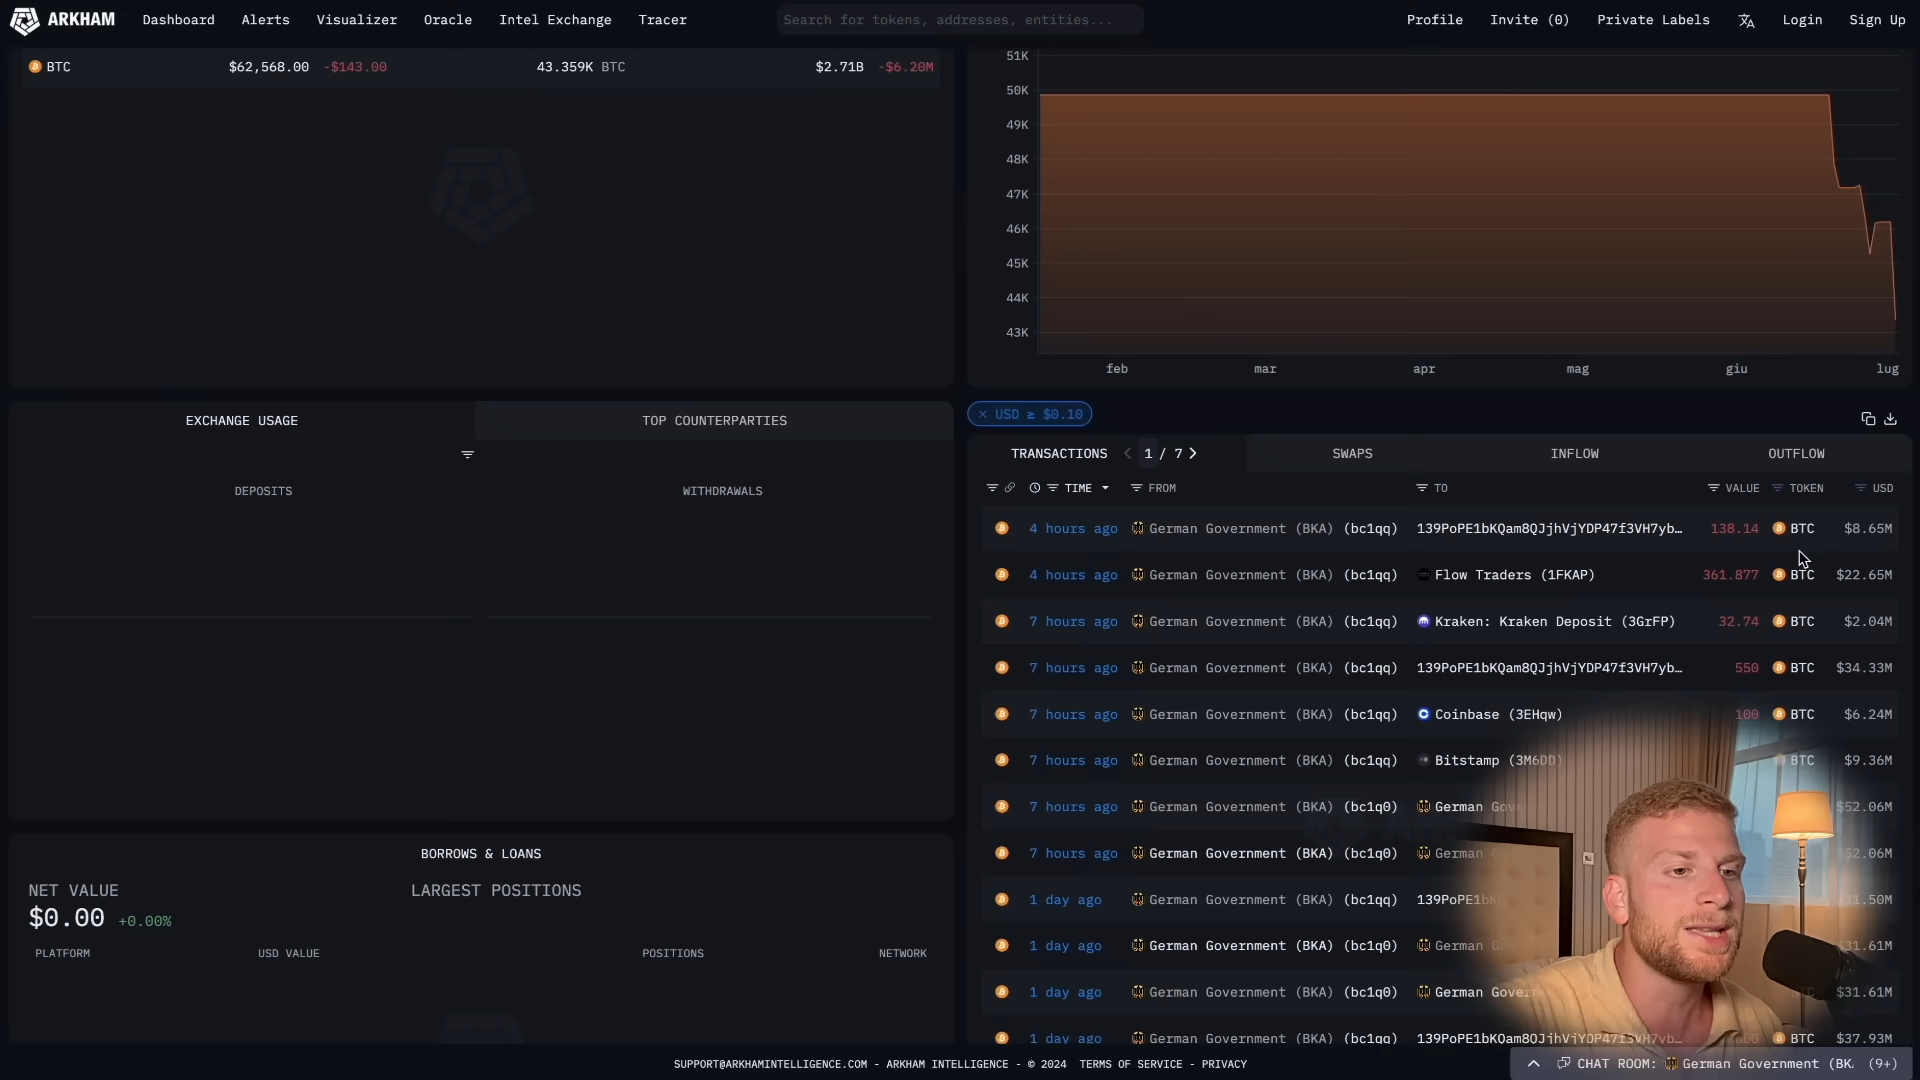 ARKHAM Dashboard Alerts Visualizer Oracle Intel Exchange Tracer Search for tokens, addresses, entities... Profile Invite (0) Private Labels Login Sign Up
BTC $62,568.00 -$143.00 43.359K BTC $2.71B -$6.20M
51K
50K
49K
48K
47K
46K
45K
44K
43K
feb mar apr mag giu lug
EXCHANGE USAGE TOP COUNTERPARTIES
DEPOSITS WITHDRAWALS
BORROWS & LOANS
NET VALUE LARGEST POSITIONS
$0.00 +0.00%
PLATFORM USD VALUE POSITIONS NETWORK
× USD ≥ $0.10
TRANSACTIONS < 1 / 7 > SWAPS INFLOW OUTFLOW
TIME FROM TO VALUE TOKEN USD
4 hours ago German Government (BKA) (bc1qq) 139PoPE1bKQam8QJjhVjYDP47f3VH7yb… 138.14 BTC $8.65M
4 hours ago German Government (BKA) (bc1qq) Flow Traders (1FKAP) 361.877 BTC $22.65M
7 hours ago German Government (BKA) (bc1qq) Kraken: Kraken Deposit (3GrFP) 32.74 BTC $2.04M
7 hours ago German Government (BKA) (bc1qq) 139PoPE1bKQam8QJjhVjYDP47f3VH7yb… 550 BTC $34.33M
7 hours ago German Government (BKA) (bc1qq) Coinbase (3EHqw) 100 BTC $6.24M
7 hours ago German Government (BKA) (bc1qq) Bitstamp (3M6DD) BTC $9.36M
7 hours ago German Government (BKA) (bc1q0) German $52.06M
7 hours ago German Government (BKA) (bc1q0) German
1 day ago German Government (BKA) (bc1qq)
1 day ago German Government (BKA) (bc1q0) German $31.61M
1 day ago German Government (BKA) (bc1q0) German $31.61M
1 day ago German Government (BKA) (bc1qq) 139PoPE1bKQam8QJjhVjYDP47f3VH7yb… BTC $37.93M
SUPPORT@ARKHAMINTELLIGENCE.COM - ARKHAM INTELLIGENCE - © 2024 TERMS OF SERVICE - PRIVACY
CHAT ROOM: German Government (BK. (9+)